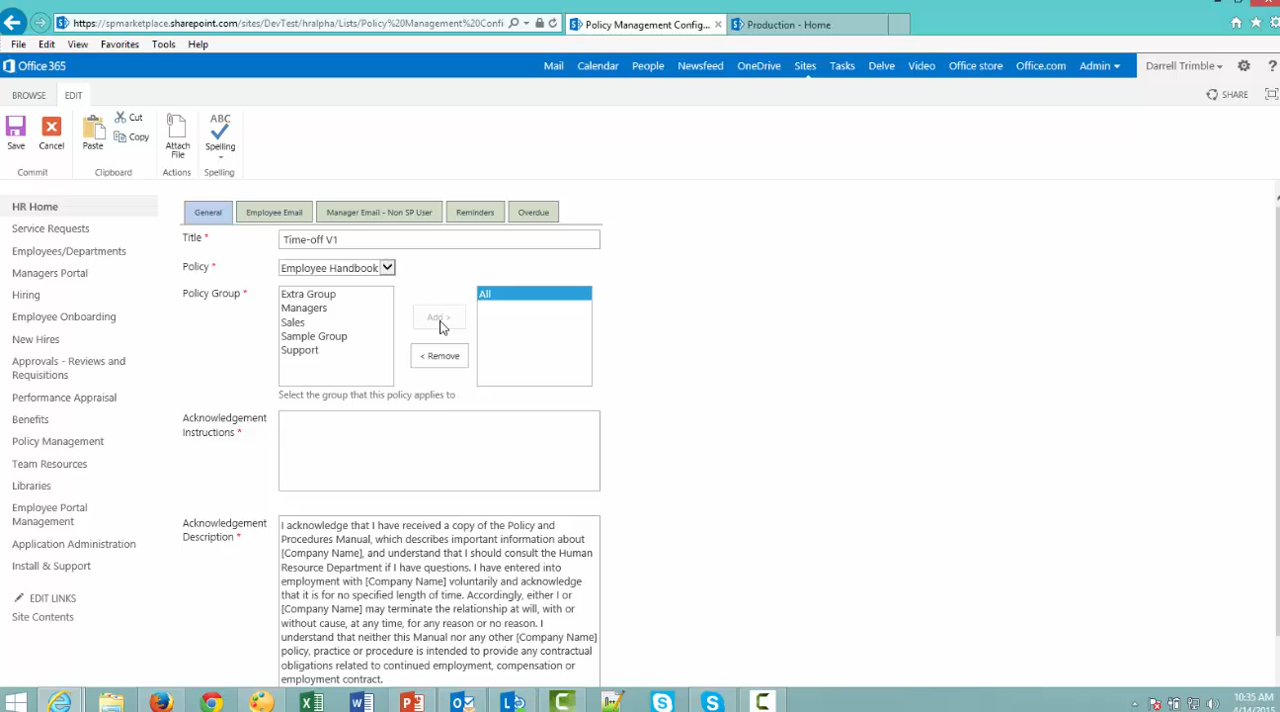 https://spmarketplace.sharepoint.com/sites/DevTest/hralpha/Lists/Policy%20Management%20Confi
Policy Management Config...
Production - Home
File Edit View Favorites Tools Help
Office 365
Mail Calendar People Newsfeed OneDrive Sites Tasks Delve Video Office store Office.com Admin
Darrell Trimble
?
BROWSE EDIT
SHARE
Save
Cancel
Paste
Cut
Copy
Attach File
ABC
Spelling
Commit Clipboard Actions Spelling
HR Home
Service Requests
Employees/Departments
Managers Portal
Hiring
Employee Onboarding
New Hires
Approvals - Reviews and
Requisitions
Performance Appraisal
Benefits
Policy Management
Team Resources
Libraries
Employee Portal
Management
Application Administration
Install & Support
EDIT LINKS
Site Contents
General Employee Email Manager Email - Non SP User Reminders Overdue
Title * Time-off V1
Policy * Employee Handbook
Policy Group *
Extra Group
Managers
Sales
Sample Group
Support
Add >
< Remove
All
Select the group that this policy applies to
Acknowledgement
Instructions *
Acknowledgement
Description *
I acknowledge that I have received a copy of the Policy and
Procedures Manual, which describes important information about
[Company Name], and understand that I should consult the Human
Resource Department if I have questions. I have entered into
employment with [Company Name] voluntarily and acknowledge
that it is for no specified length of time. Accordingly, either I or
[Company Name] may terminate the relationship at will, with or
without cause, at any time, for any reason or no reason. I
understand that neither this Manual nor any other [Company Name]
policy, practice or procedure is intended to provide any contractual
obligations related to continued employment, compensation or
employment contract.
10:35 AM
4/14/2015